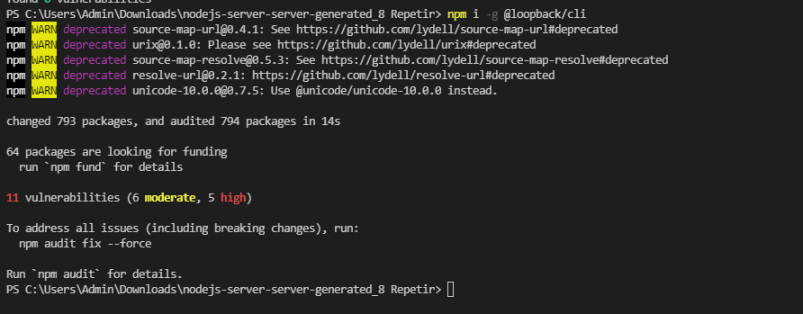 found 0 vulnerabilities
PS C:\Users\Admin\Downloads\nodejs-server-server-generated_8 Repetir> npm i -g @loopback/cli
npm WARN deprecated source-map-url@0.4.1: See https://github.com/lydell/source-map-url#deprecated
npm WARN deprecated urix@0.1.0: Please see https://github.com/lydell/urix#deprecated
npm WARN deprecated source-map-resolve@0.5.3: See https://github.com/lydell/source-map-resolve#deprecated
npm WARN deprecated resolve-url@0.2.1: https://github.com/lydell/resolve-url#deprecated
npm WARN deprecated unicode-10.0.0@0.7.5: Use @unicode/unicode-10.0.0 instead.
changed 793 packages, and audited 794 packages in 14s
64 packages are looking for funding
run `npm fund` for details
11 vulnerabilities (6 moderate, 5 high)
To address all issues (including breaking changes), run:
npm audit fix --force
Run `npm audit` for details.
PS C:\Users\Admin\Downloads\nodejs-server-server-generated_8 Repetir>